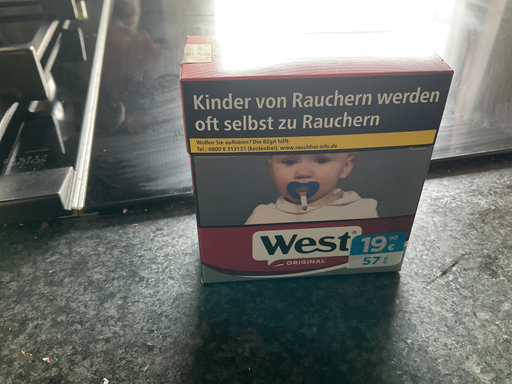 Kinder von Rauchern werden
oft selbst zu Rauchern
Wollen Sie aufhören? Die BZgA hilft:
Tel.: 0800 8 313131 (kostenfrei), www.rauchfrei-info.de
West
ORIGINAL
19,90
€
57